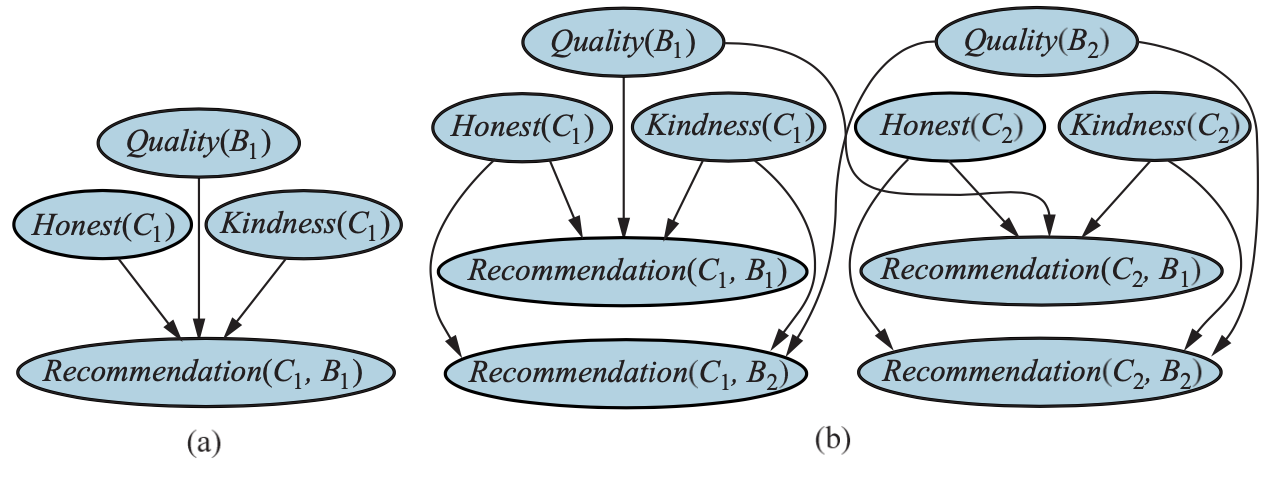 Quality(B₁)
Honest(C₁)
Kindness(C₁)
Recommendation(C₁, B₁)
(a)
Quality(B₁)
Quality(B₂)
Honest(C₁)
Kindness(C₁)
Honest(C₂)
Kindness(C₂)
Recommendation(C₁, B₁)
Recommendation(C₂, B₁)
Recommendation(C₁, B₂)
Recommendation(C₂, B₂)
(b)